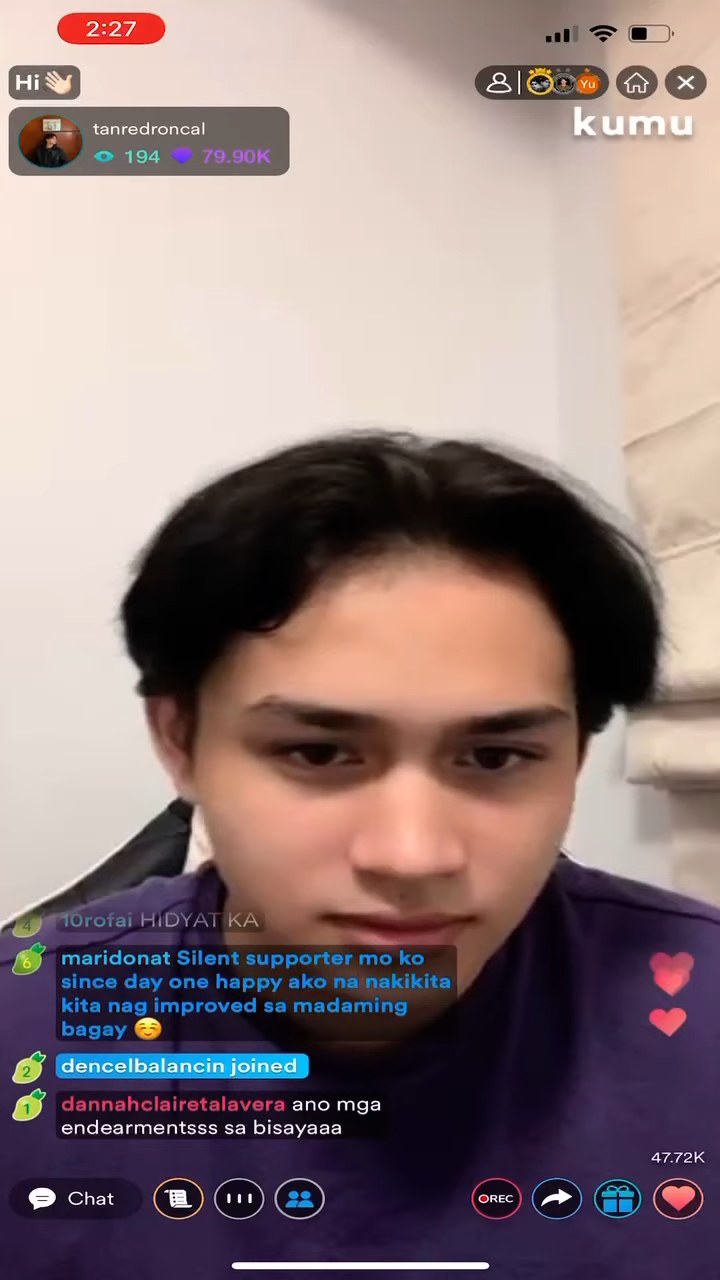 2:27
Hi 👋🏻
Yu
tanredroncal
194 79.90K
kumu
4 10rofai HIDYAT KA
6 maridonat Silent supporter mo ko
since day one happy ako na nakikita
kita nag improved sa madaming
bagay ☺️
2 dencelbalancin joined
1 dannahclairetalavera ano mga
endearmentsss sa bisayaaa
47.72K
Chat
REC